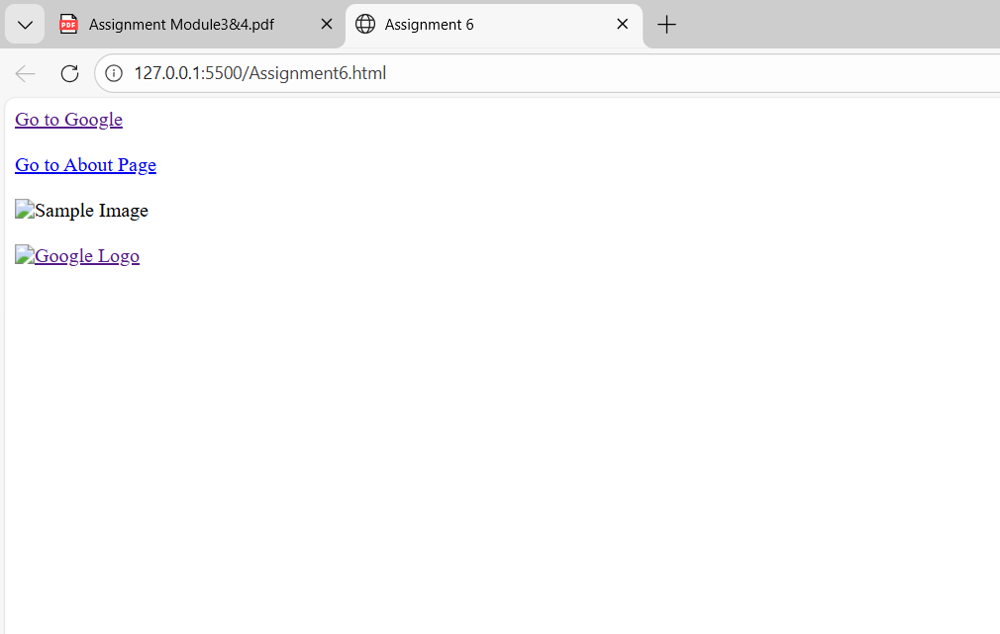 Assignment Module3&4.pdf
Assignment 6
127.0.0.1:5500/Assignment6.html
Go to Google
Go to About Page
Sample Image
Google Logo